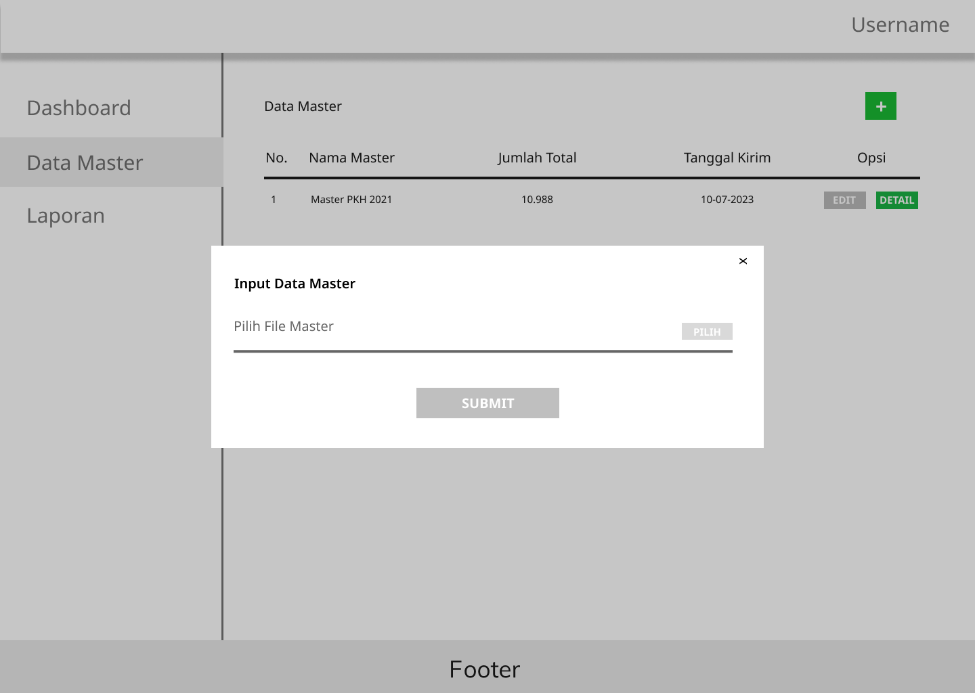 Username
Dashboard
Data Master
Laporan
Data Master
+
No. Nama Master Jumlah Total Tanggal Kirim Opsi
1 Master PKH 2021 10.988 10-07-2023 EDIT DETAIL
×
Input Data Master
Pilih File Master PILIH
SUBMIT
Footer